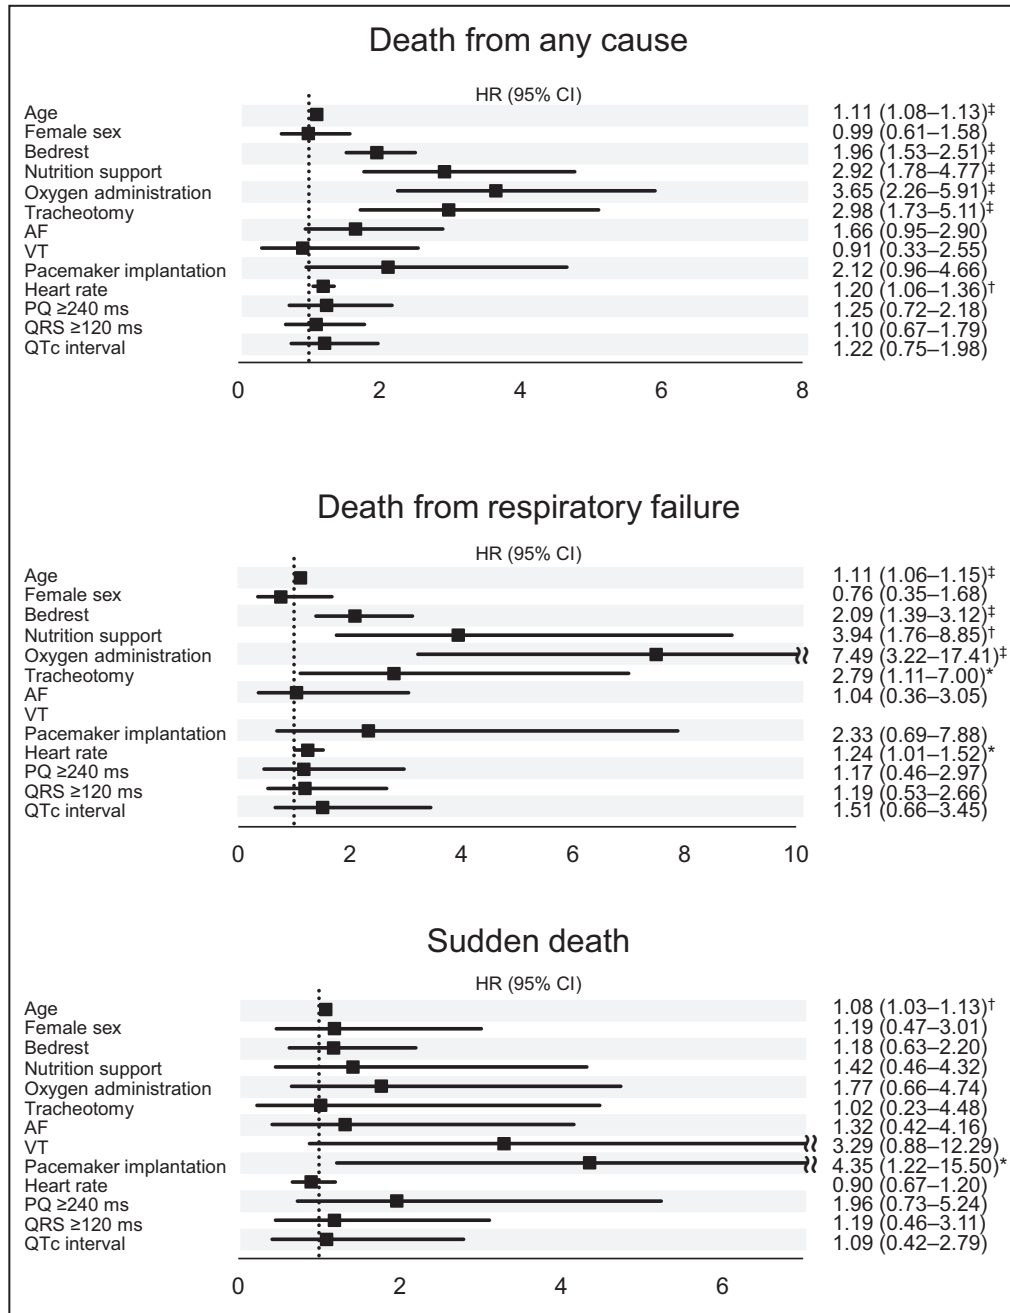 Death from any cause
HR (95% CI)
Age 1.11 (1.08–1.13)‡
Female sex 0.99 (0.61–1.58)
Bedrest 1.96 (1.53–2.51)‡
Nutrition support 2.92 (1.78–4.77)‡
Oxygen administration 3.65 (2.26–5.91)‡
Tracheotomy 2.98 (1.73–5.11)‡
AF 1.66 (0.95–2.90)
VT 0.91 (0.33–2.55)
Pacemaker implantation 2.12 (0.96–4.66)
Heart rate 1.20 (1.06–1.36)†
PQ ≥240 ms 1.25 (0.72–2.18)
QRS ≥120 ms 1.10 (0.67–1.79)
QTc interval 1.22 (0.75–1.98)
0 2 4 6 8
Death from respiratory failure
HR (95% CI)
Age 1.11 (1.06–1.15)‡
Female sex 0.76 (0.35–1.68)
Bedrest 2.09 (1.39–3.12)‡
Nutrition support 3.94 (1.76–8.85)†
Oxygen administration 7.49 (3.22–17.41)‡
Tracheotomy 2.79 (1.11–7.00)*
AF 1.04 (0.36–3.05)
VT
Pacemaker implantation 2.33 (0.69–7.88)
Heart rate 1.24 (1.01–1.52)*
PQ ≥240 ms 1.17 (0.46–2.97)
QRS ≥120 ms 1.19 (0.53–2.66)
QTc interval 1.51 (0.66–3.45)
0 2 4 6 8 10
Sudden death
HR (95% CI)
Age 1.08 (1.03–1.13)†
Female sex 1.19 (0.47–3.01)
Bedrest 1.18 (0.63–2.20)
Nutrition support 1.42 (0.46–4.32)
Oxygen administration 1.77 (0.66–4.74)
Tracheotomy 1.02 (0.23–4.48)
AF 1.32 (0.42–4.16)
VT 3.29 (0.88–12.29)
Pacemaker implantation 4.35 (1.22–15.50)*
Heart rate 0.90 (0.67–1.20)
PQ ≥240 ms 1.96 (0.73–5.24)
QRS ≥120 ms 1.19 (0.46–3.11)
QTc interval 1.09 (0.42–2.79)
0 2 4 6